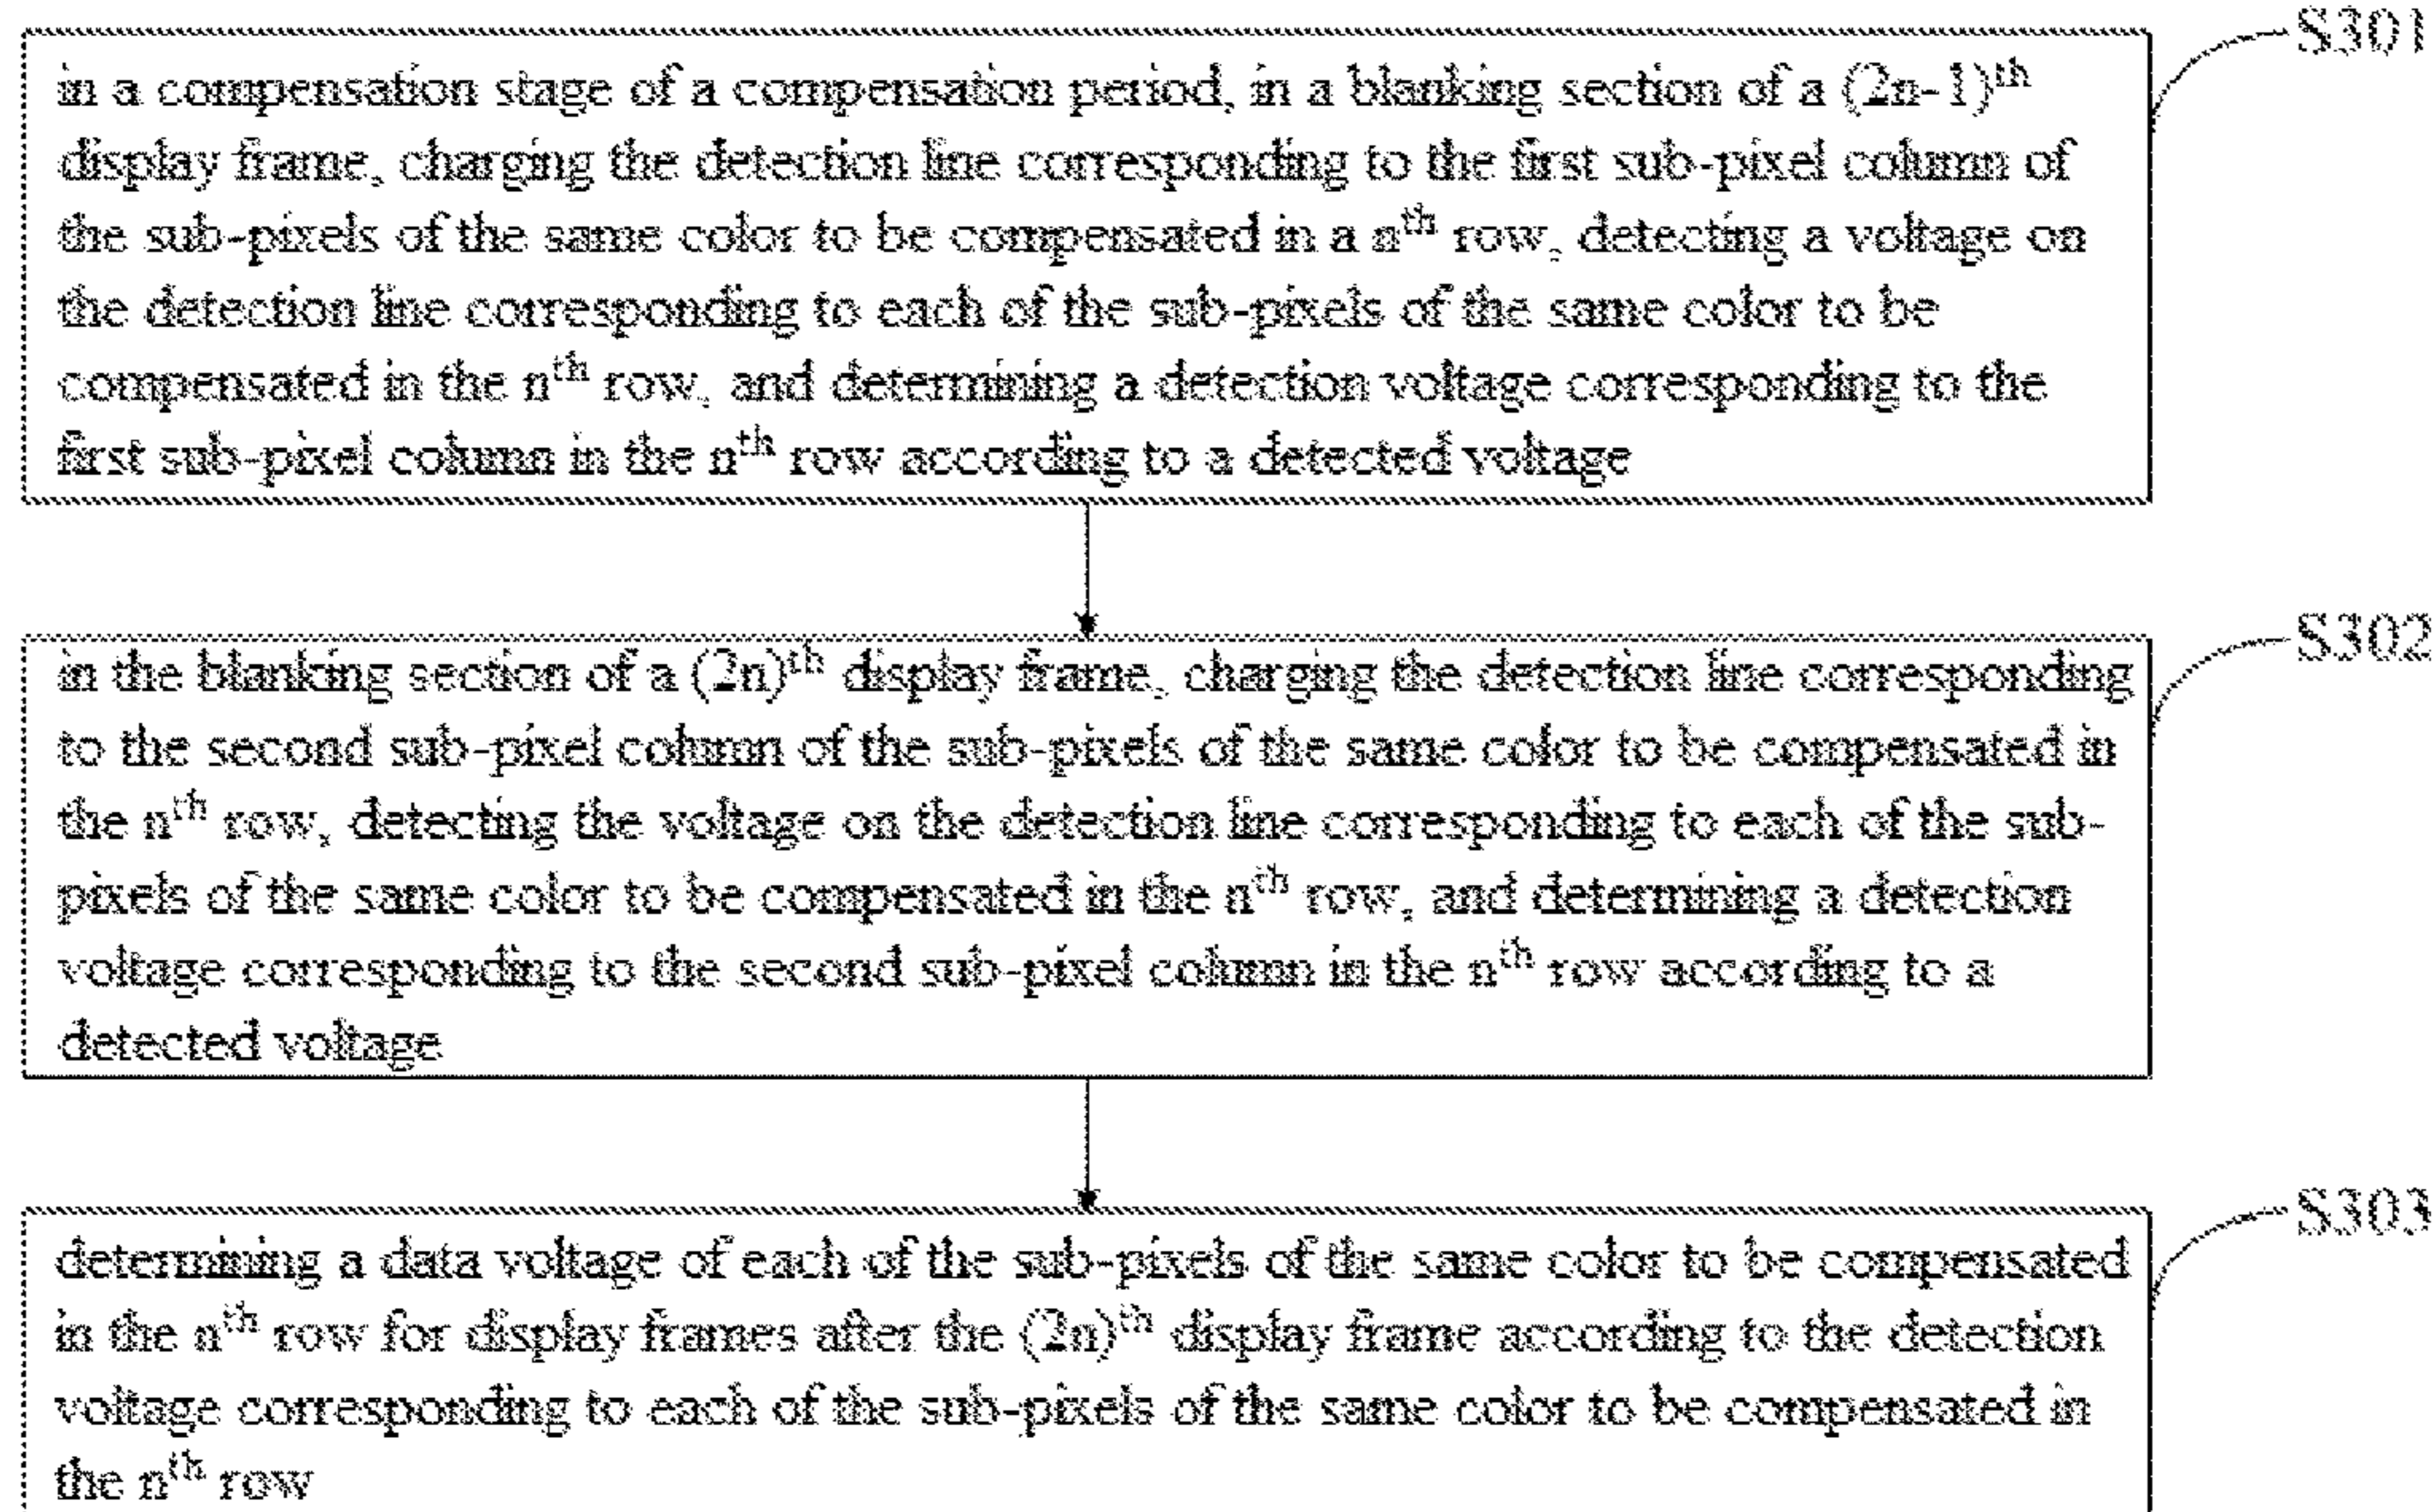 S301
in a compensation stage of a compensation period, in a blanking section of a (2n-1)th
display frame, charging the detection line corresponding to the first sub-pixel column of
the sub-pixels of the same color to be compensated in a nth row, detecting a voltage on
the detection line corresponding to each of the sub-pixels of the same color to be
compensated in the nth row, and determining a detection voltage corresponding to the
first sub-pixel column in the nth row according to a detected voltage
S302
in the blanking section of a (2n)th display frame, charging the detection line corresponding
to the second sub-pixel column of the sub-pixels of the same color to be compensated in
the nth row, detecting the voltage on the detection line corresponding to each of the sub-
pixels of the same color to be compensated in the nth row, and determining a detection
voltage corresponding to the second sub-pixel column in the nth row according to a
detected voltage
S303
determining a data voltage of each of the sub-pixels of the same color to be compensated
in the nth row for display frames after the (2n)th display frame according to the detection
voltage corresponding to each of the sub-pixels of the same color to be compensated in
the nth row